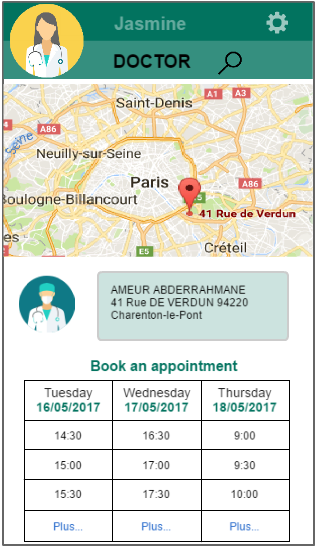 Jasmine
DOCTOR
Saint-Denis
A1 A3
A86
Neuilly-sur-Seine
Paris
A86
Boulogne-Billancourt
41 Rue de Verdun
es
E5
Créteil
E5
AMEUR ABDERRAHMANE
41 Rue DE VERDUN 94220
Charenton-le-Pont
Book an appointment
Tuesday Wednesday Thursday
16/05/2017 17/05/2017 18/05/2017
14:30 16:30 9:00
15:00 17:00 9:30
15:30 17:30 10:00
Plus... Plus... Plus...